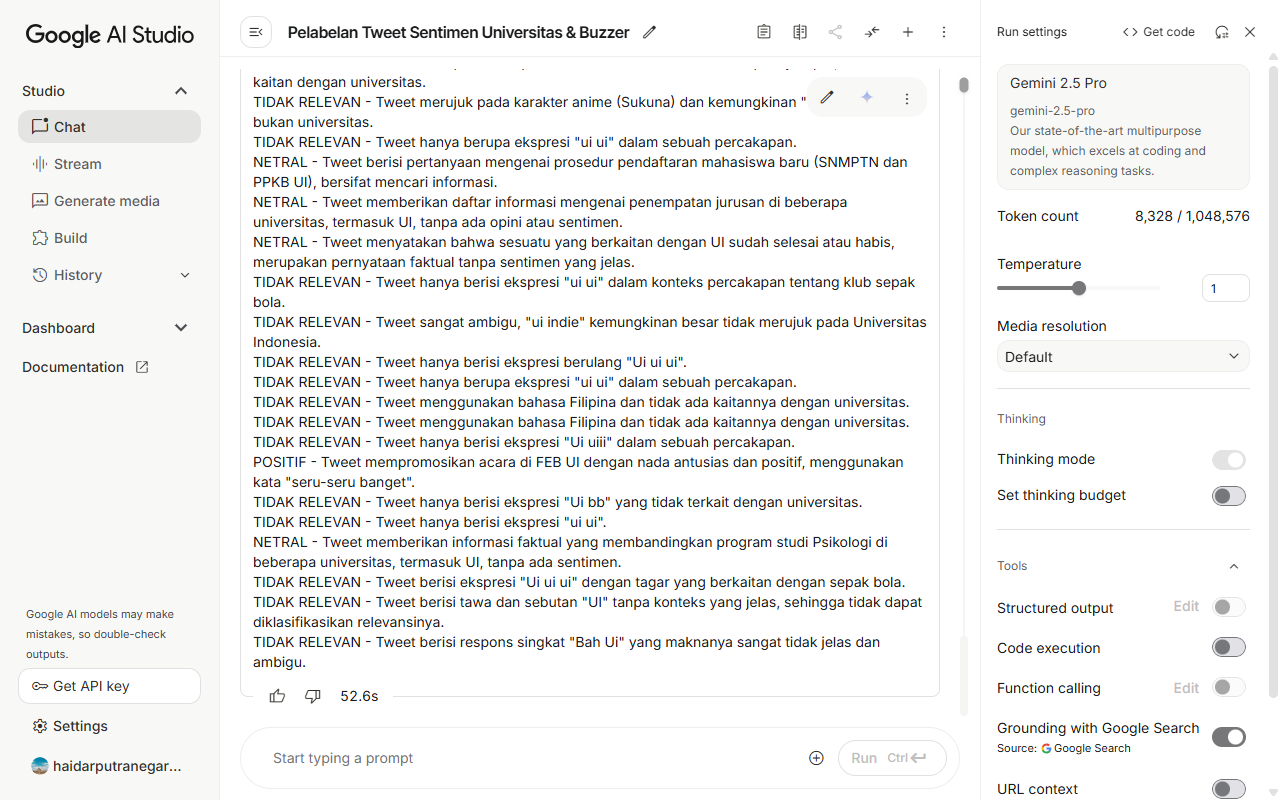 Google AI Studio
Studio
Chat
Stream
Generate media
Build
History
Dashboard
Documentation
Google AI models may make
mistakes, so double-check
outputs.
Get API key
Settings
haidarputranegar...
Pelabelan Tweet Sentimen Universitas & Buzzer
kaitan dengan universitas.
TIDAK RELEVAN - Tweet merujuk pada karakter anime (Sukuna) dan kemungkinan "
bukan universitas.
TIDAK RELEVAN - Tweet hanya berupa ekspresi "ui ui" dalam sebuah percakapan.
NETRAL - Tweet berisi pertanyaan mengenai prosedur pendaftaran mahasiswa baru (SNMPTN dan
PPKB UI), bersifat mencari informasi.
NETRAL - Tweet memberikan daftar informasi mengenai penempatan jurusan di beberapa
universitas, termasuk UI, tanpa ada opini atau sentimen.
NETRAL - Tweet menyatakan bahwa sesuatu yang berkaitan dengan UI sudah selesai atau habis,
merupakan pernyataan faktual tanpa sentimen yang jelas.
TIDAK RELEVAN - Tweet hanya berisi ekspresi "ui ui" dalam konteks percakapan tentang klub sepak
bola.
TIDAK RELEVAN - Tweet sangat ambigu, "ui indie" kemungkinan besar tidak merujuk pada Universitas
Indonesia.
TIDAK RELEVAN - Tweet hanya berisi ekspresi berulang "Ui ui ui".
TIDAK RELEVAN - Tweet hanya berupa ekspresi "ui ui" dalam sebuah percakapan.
TIDAK RELEVAN - Tweet menggunakan bahasa Filipina dan tidak ada kaitannya dengan universitas.
TIDAK RELEVAN - Tweet menggunakan bahasa Filipina dan tidak ada kaitannya dengan universitas.
TIDAK RELEVAN - Tweet hanya berisi ekspresi "Ui uiii" dalam sebuah percakapan.
POSITIF - Tweet mempromosikan acara di FEB UI dengan nada antusias dan positif, menggunakan
kata "seru-seru banget".
TIDAK RELEVAN - Tweet hanya berisi ekspresi "Ui bb" yang tidak terkait dengan universitas.
TIDAK RELEVAN - Tweet hanya berisi ekspresi "ui ui".
NETRAL - Tweet memberikan informasi faktual yang membandingkan program studi Psikologi di
beberapa universitas, termasuk UI, tanpa ada sentimen.
TIDAK RELEVAN - Tweet berisi ekspresi "Ui ui ui" dengan tagar yang berkaitan dengan sepak bola.
TIDAK RELEVAN - Tweet berisi tawa dan sebutan "UI" tanpa konteks yang jelas, sehingga tidak dapat
diklasifikasikan relevansinya.
TIDAK RELEVAN - Tweet berisi respons singkat "Bah Ui" yang maknanya sangat tidak jelas dan
ambigu.
52.6s
Start typing a prompt
Run Ctrl
Run settings
Get code
Gemini 2.5 Pro
gemini-2.5-pro
Our state-of-the-art multipurpose
model, which excels at coding and
complex reasoning tasks.
Token count 8,328 / 1,048,576
Temperature
1
Media resolution
Default
Thinking
Thinking mode
Set thinking budget
Tools
Structured output Edit
Code execution
Function calling Edit
Grounding with Google Search
Source: Google Search
URL context